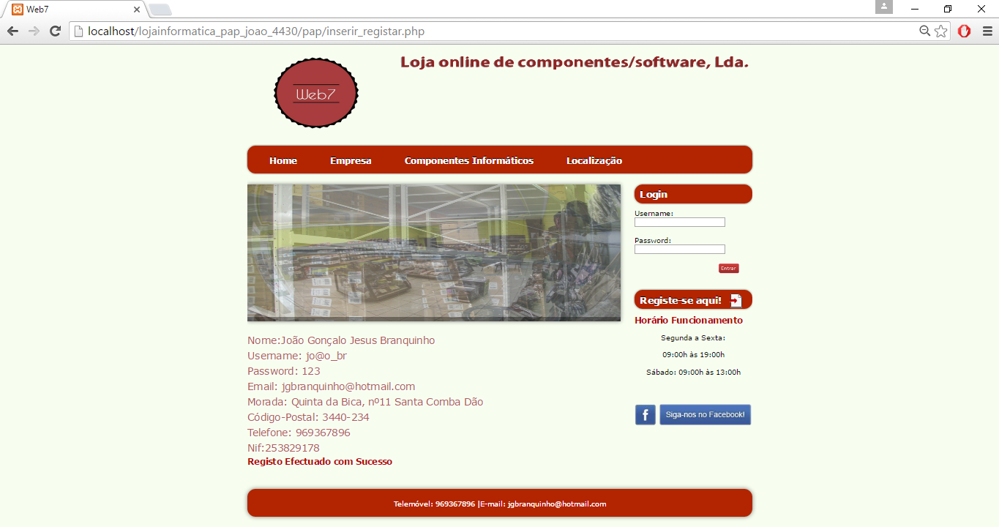 Web7
localhost/lojainformatica_pap_joao_4430/pap/inserir_registar.php
Web7
Loja online de componentes/software, Lda.
Home Empresa Componentes Informáticos Localização
Login
Username:
Password:
Entrar
Registe-se aqui!
Horário Funcionamento
Segunda a Sexta:
09:00h às 19:00h
Sábado: 09:00h às 13:00h
f Siga-nos no Facebook!
Nome:João Gonçalo Jesus Branquinho
Username: jo@o_br
Password: 123
Email: jgbranquinho@hotmail.com
Morada: Quinta da Bica, nº11 Santa Comba Dão
Código-Postal: 3440-234
Telefone: 969367896
Nif:253829178
Registo Efectuado com Sucesso
Telemóvel: 969367896 |E-mail: jgbranquinho@hotmail.com